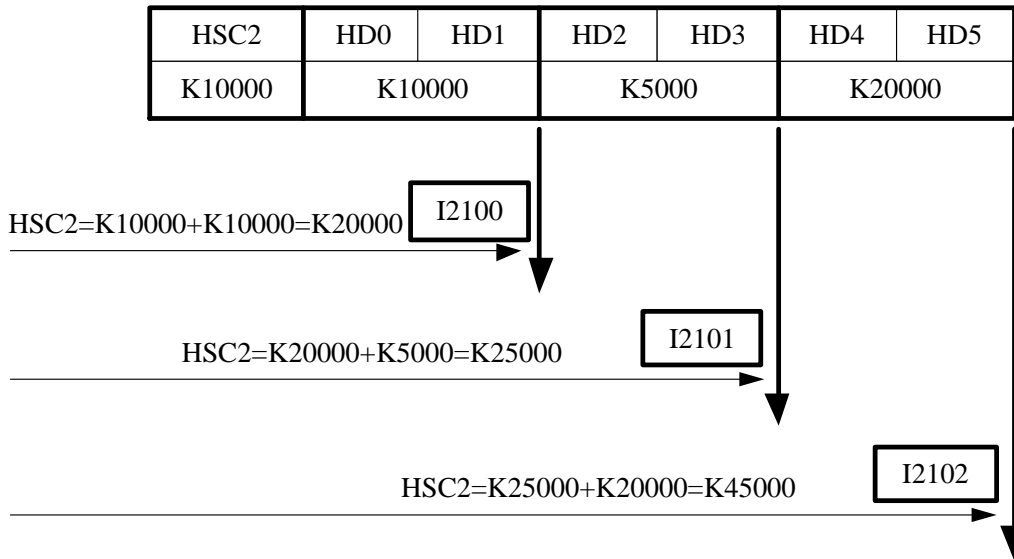 HSC2 HD0 HD1 HD2 HD3 HD4 HD5
K10000 K10000 K5000 K20000
I2100
HSC2=K10000+K10000=K20000
I2101
HSC2=K20000+K5000=K25000
I2102
HSC2=K25000+K20000=K45000